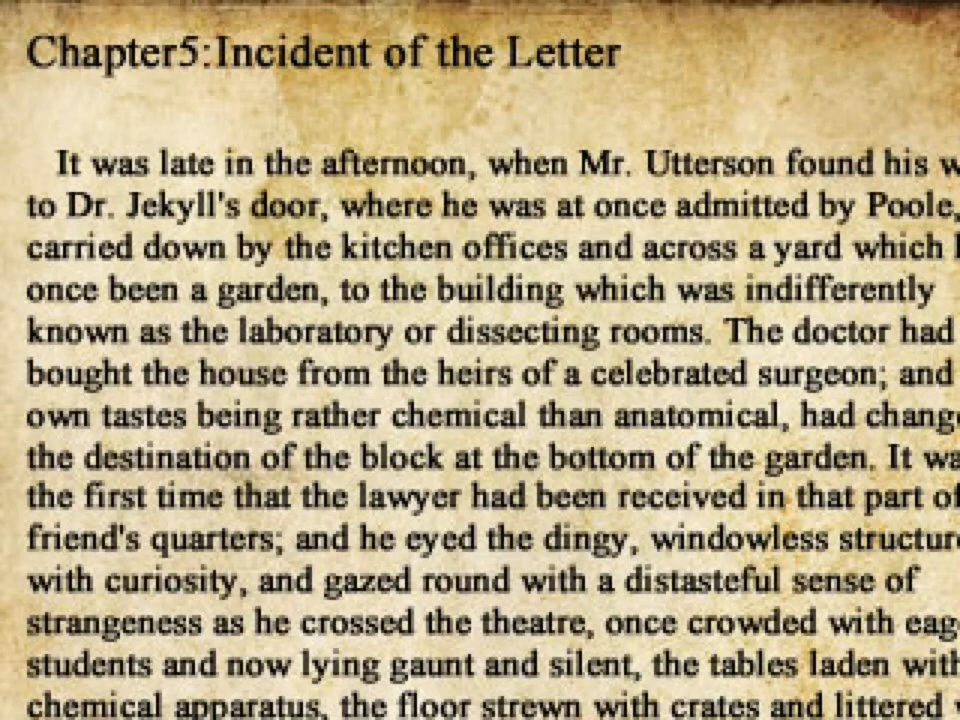 Chapter5:Incident of the Letter
It was late in the afternoon, when Mr. Utterson found his
to Dr. Jekyll's door, where he was at once admitted by Poole,
carried down by the kitchen offices and across a yard which
once been a garden, to the building which was indifferently
known as the laboratory or dissecting rooms. The doctor had
bought the house from the heirs of a celebrated surgeon; and
own tastes being rather chemical than anatomical, had
the destination of the block at the bottom of the garden. It
the first time that the lawyer had been received in that part of
friend's quarters; and he eyed the dingy, windowless
with curiosity, and gazed round with a distasteful sense of
strangeness as he crossed the theatre, once crowded with
students and now lying gaunt and silent, the tables laden with
chemical apparatus, the floor strewn with crates and littered